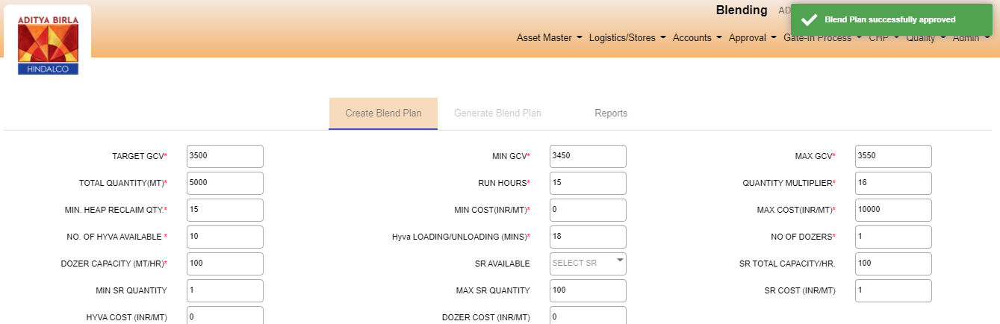 ADITYA BIRLA
HINDALCO
Blending AD
Blend Plan successfully approved
Asset Master Logistics/Stores Accounts Approval Gate-In Process CHP Quality Admin
Create Blend Plan Generate Blend Plan Reports
TARGET GCV* 3500 MIN GCV* 3450 MAX GCV* 3550
TOTAL QUANTITY(MT)* 5000 RUN HOURS* 15 QUANTITY MULTIPLIER* 16
MIN. HEAP RECLAIM QTY.* 15 MIN COST(INR/MT)* 0 MAX COST(INR/MT)* 10000
NO. OF HYVA AVAILABLE * 10 Hyva LOADING/UNLOADING (MINS)* 18 NO OF DOZERS* 1
DOZER CAPACITY (MT/HR)* 100 SR AVAILABLE SELECT SR SR TOTAL CAPACITY/HR. 100
MIN SR QUANTITY 1 MAX SR QUANTITY 100 SR COST (INR/MT) 1
HYVA COST (INR/MT) 0 DOZER COST (INR/MT) 0